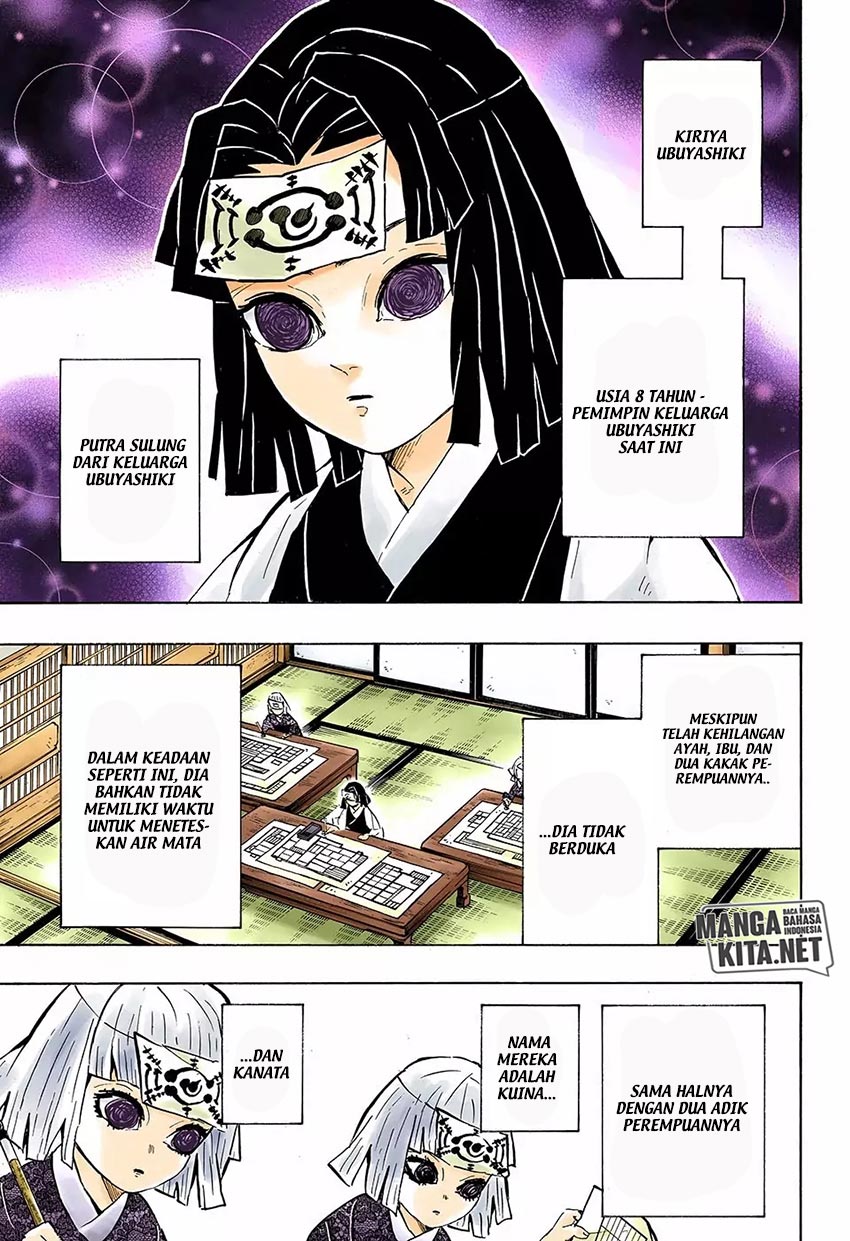 KIRIYA
UBUYASHIKI
USIA 8 TAHUN -
PEMIMPIN KELUARGA
UBUYASHIKI
SAAT INI
PUTRA SULUNG
DARI KELUARGA
UBUYASHIKI
MESKIPUN
TELAH KEHILANGAN
AYAH, IBU, DAN
DUA KAKAK PE-
REMPUANNYA..
...DIA TIDAK
BERDUKA
DALAM KEADAAN
SEPERTI INI, DIA
BAHKAN TIDAK
MEMILIKI WAKTU
UNTUK MENETES-
KAN AIR MATA
MANGA
BACA MANGA
BAHASA
INDONESIA
KITA.NET
SAMA HALNYA
DENGAN DUA ADIK
PEREMPUANNYA
NAMA
MEREKA
ADALAH
KUINA...
...DAN
KANATA